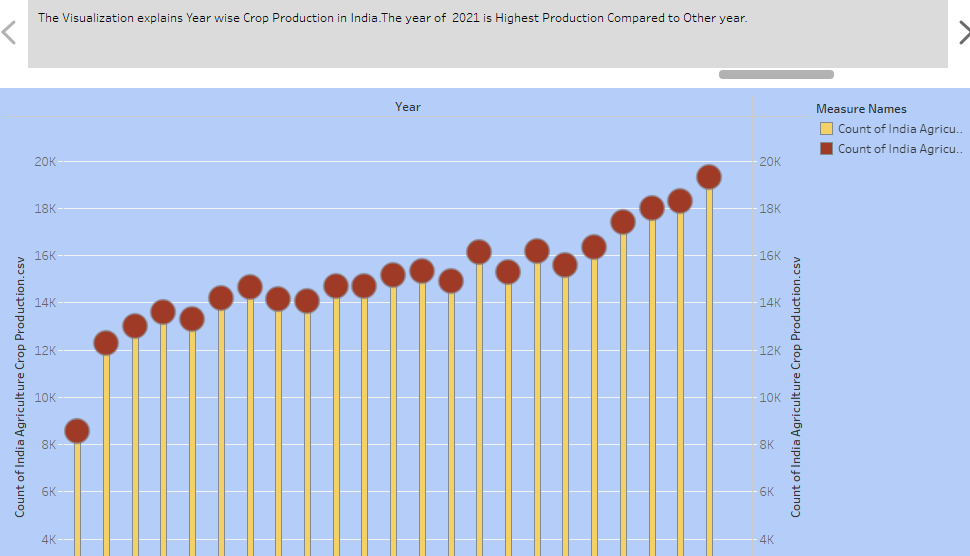 The Visualization explains Year wise Crop Production in India.The year of  2021 is Highest Production Compared to Other year.
Year
Measure Names
Count of India Agricu..
Count of India Agricu..
20K
18K
16K
14K
12K
10K
8K
6K
4K
Count of India Agriculture Crop Production.csv
20K
18K
16K
14K
12K
10K
8K
6K
4K
Count of India Agriculture Crop Production.csv